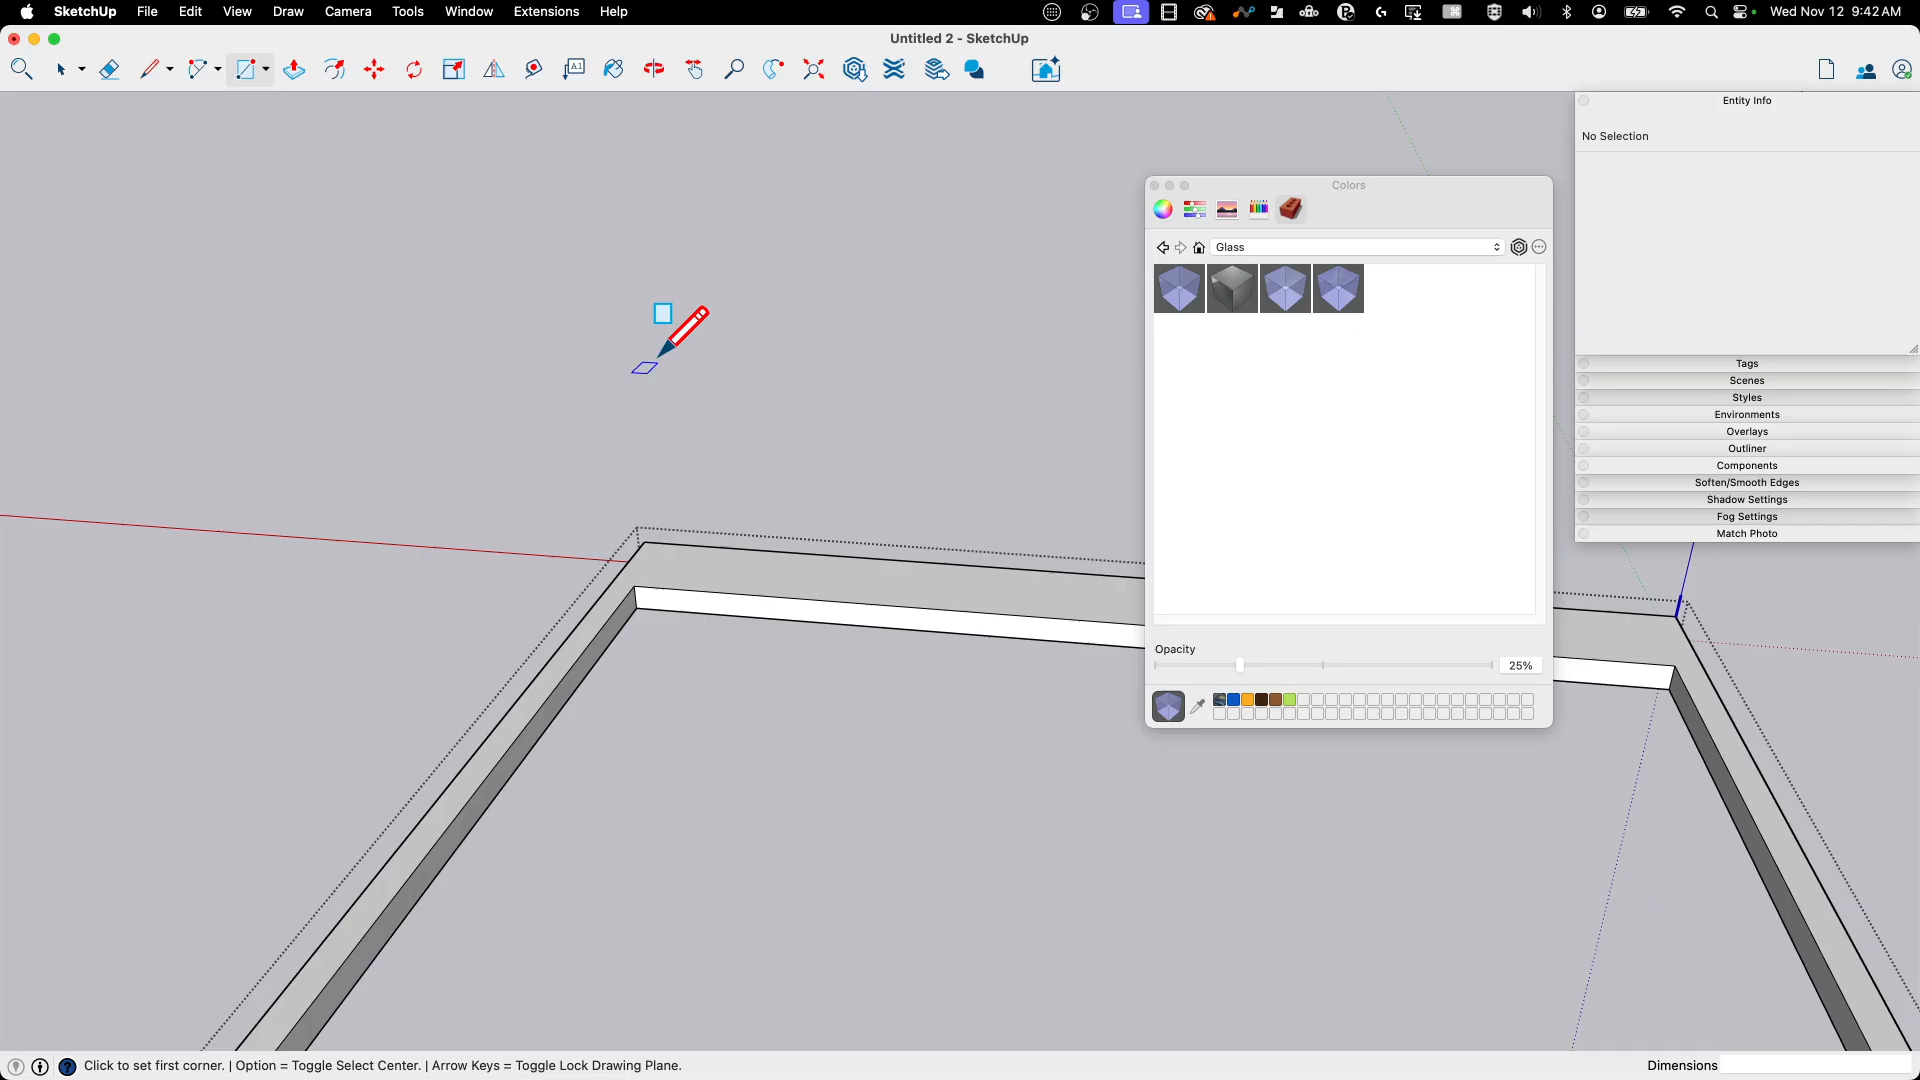 SketchUp File Edit View Draw Camera Tools Window Extensions Help Wed Nov 12 9:42 AM
Untitled 2 - SketchUp
A1
Entity Info
No Selection
Colors
Glass
Tags
Scenes
Styles
Environments
Overlays
Outliner
Components
Soften/Smooth Edges
Shadow Settings
Fog Settings
Match Photo
Opacity
25%
Click to set first corner. | Option = Toggle Select Center. | Arrow Keys = Toggle Lock Drawing Plane. Dimensions